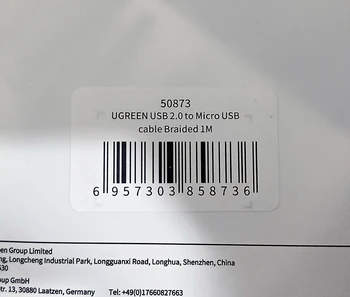 50873
UGREEN USB 2.0 to Micro USB
cable Braided 1M
6 957303 858736
en Group Limited
ng, Longcheng Industrial Park, Longguanxi Road, Longhua, Shenzhen, China
530
oup GmbH
tr. 13, 30880 Laatzen, Germany Tel: +49(0)17660827663